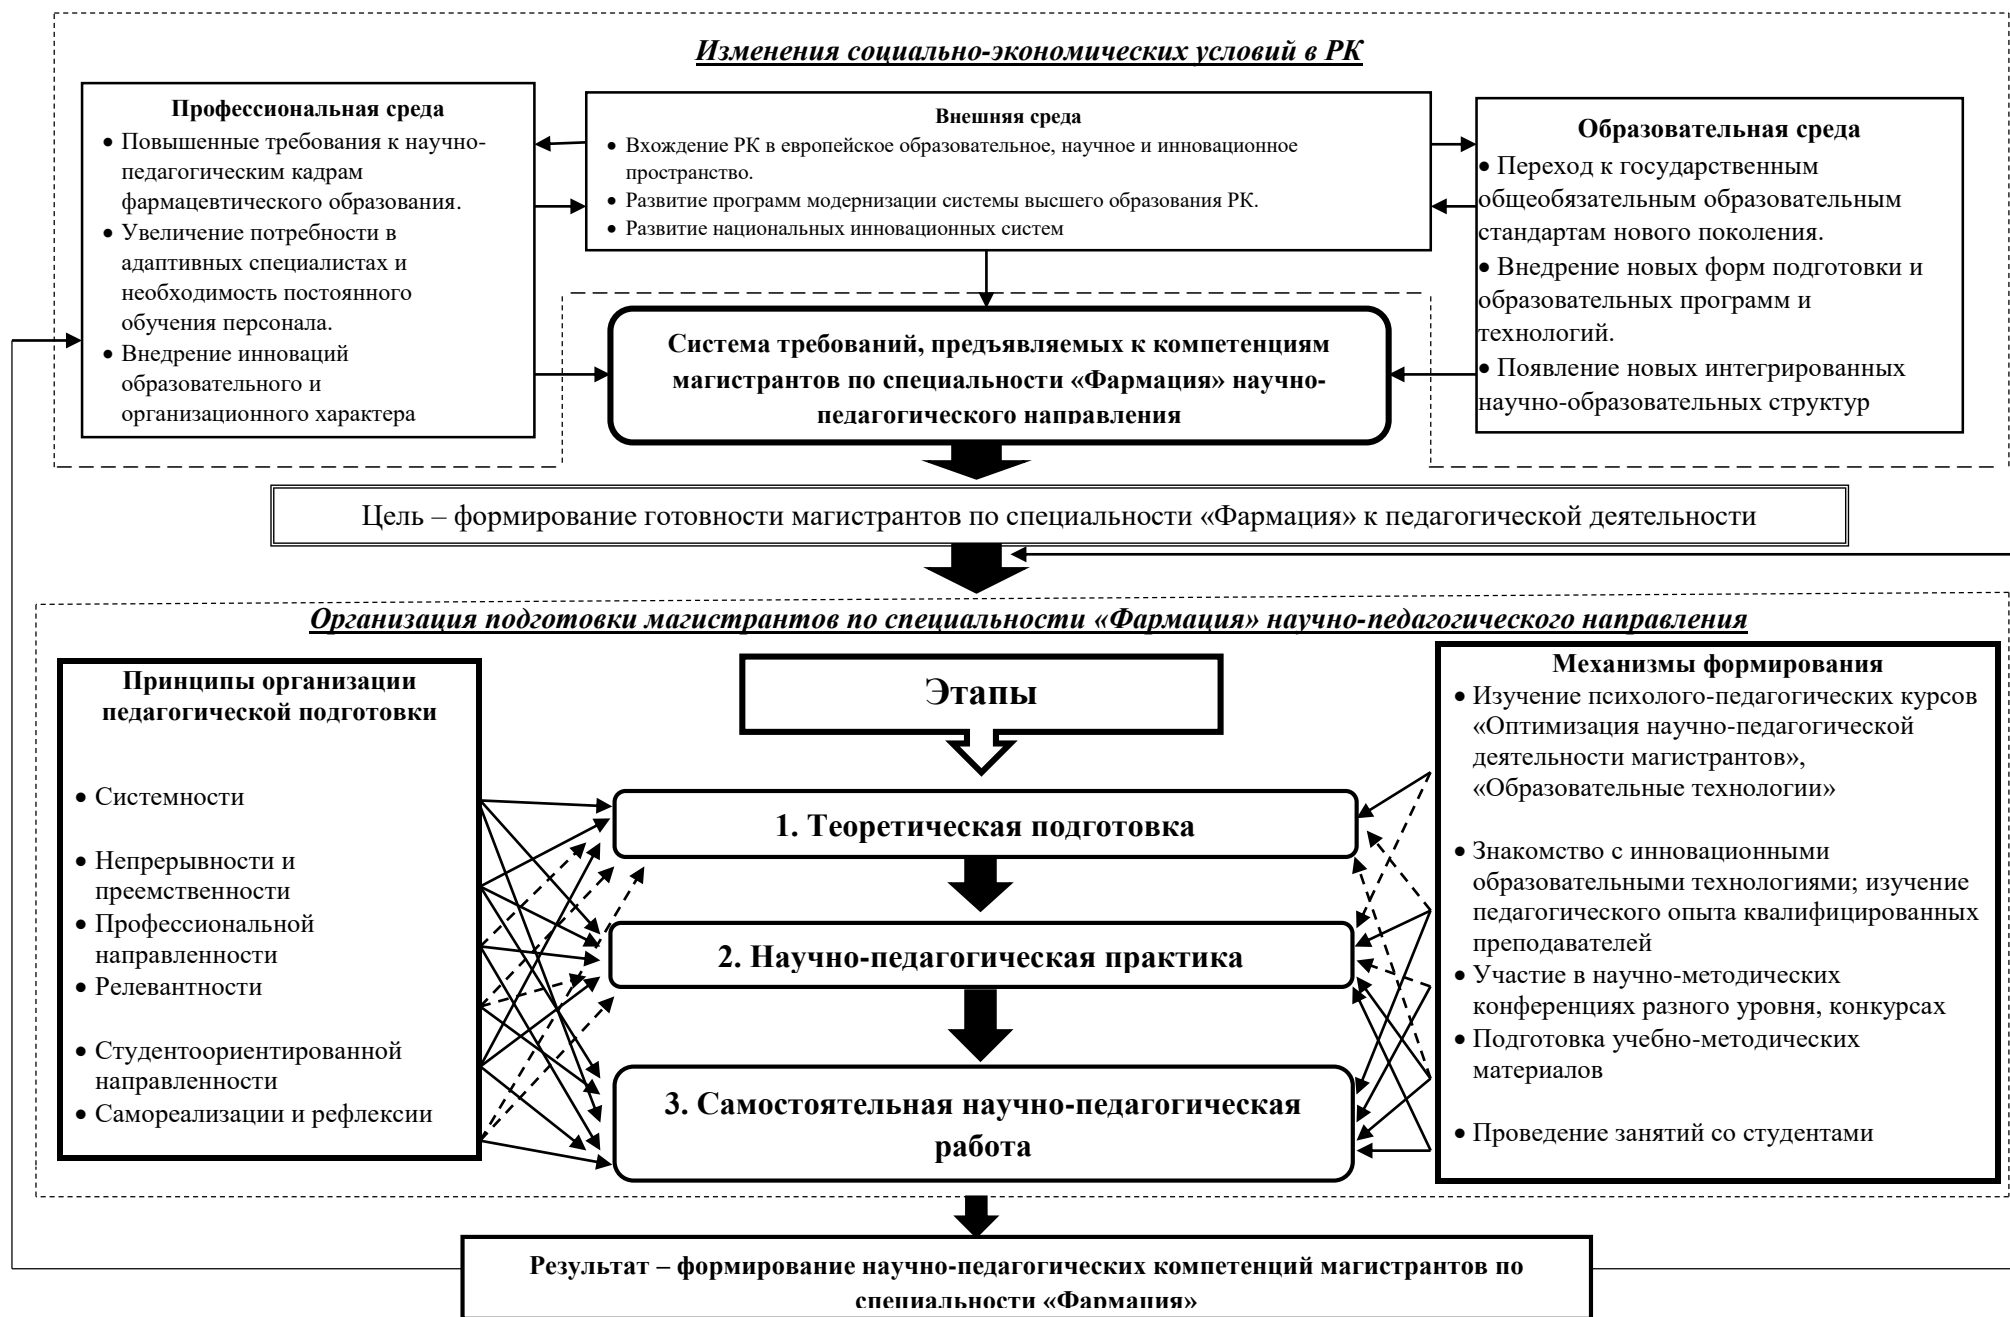 Изменения социально-экономических условий в РК
Профессиональная среда
• Повышенные требования к научно-
педагогическим кадрам
фармацевтического образования.
• Увеличение потребности в
адаптивных специалистах и
необходимость постоянного
обучения персонала.
• Внедрение инноваций
образовательного и
организационного характера
Внешняя среда
• Вхождение РК в европейское образовательное, научное и инновационное
пространство.
• Развитие программ модернизации системы высшего образования РК.
• Развитие национальных инновационных систем
Образовательная среда
• Переход к государственным
общеобязательным образовательным
стандартам нового поколения.
• Внедрение новых форм подготовки и
образовательных программ и
технологий.
• Появление новых интегрированных
научно-образовательных структур
Система требований, предъявляемых к компетенциям
магистрантов по специальности «Фармация» научно-
педагогического направления
Цель – формирование готовности магистрантов по специальности «Фармация» к педагогической деятельности
Организация подготовки магистрантов по специальности «Фармация» научно-педагогического направления
Принципы организации
педагогической подготовки
• Системности
• Непрерывности и
преемственности
• Профессиональной
направленности
• Релевантности
• Студентоориентированной
направленности
• Самореализации и рефлексии
Этапы
1. Теоретическая подготовка
2. Научно-педагогическая практика
3. Самостоятельная научно-педагогическая
работа
Механизмы формирования
• Изучение психолого-педагогических курсов
«Оптимизация научно-педагогической
деятельности магистрантов»,
«Образовательные технологии»
• Знакомство с инновационными
образовательными технологиями; изучение
педагогического опыта квалифицированных
преподавателей
• Участие в научно-методических
конференциях разного уровня, конкурсах
• Подготовка учебно-методических
материалов
• Проведение занятий со студентами
Результат – формирование научно-педагогических компетенций магистрантов по
специальности «Фармация»